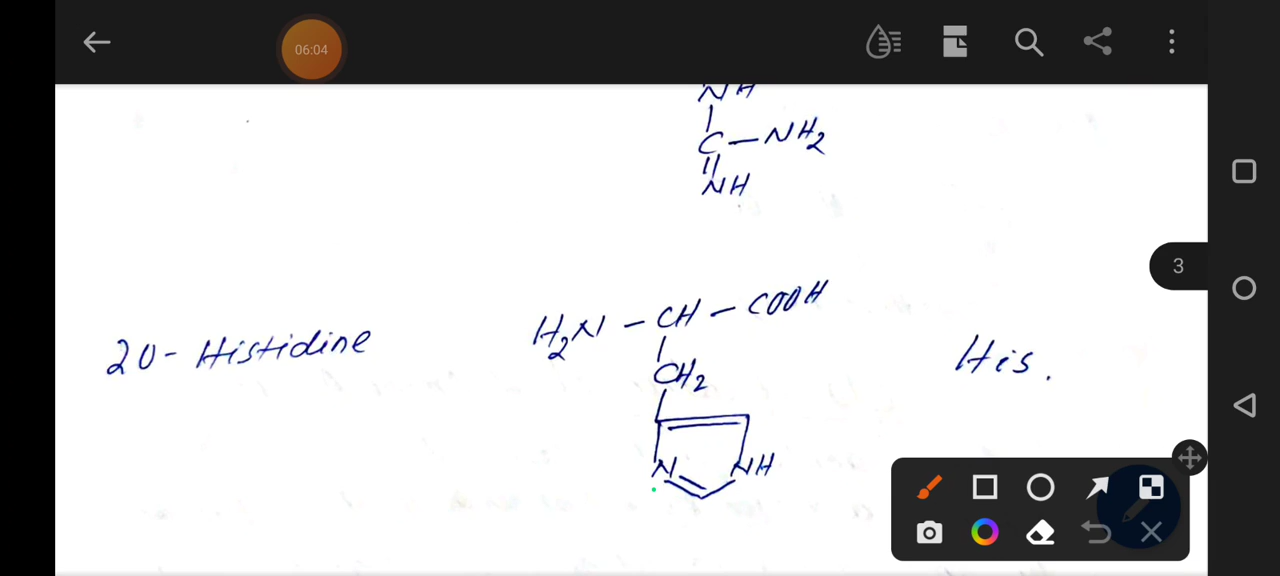 06:04
NH
C-NH2
NH
3
20- Histidine
H2N - CH - COOH
His.
CH2
N
NH